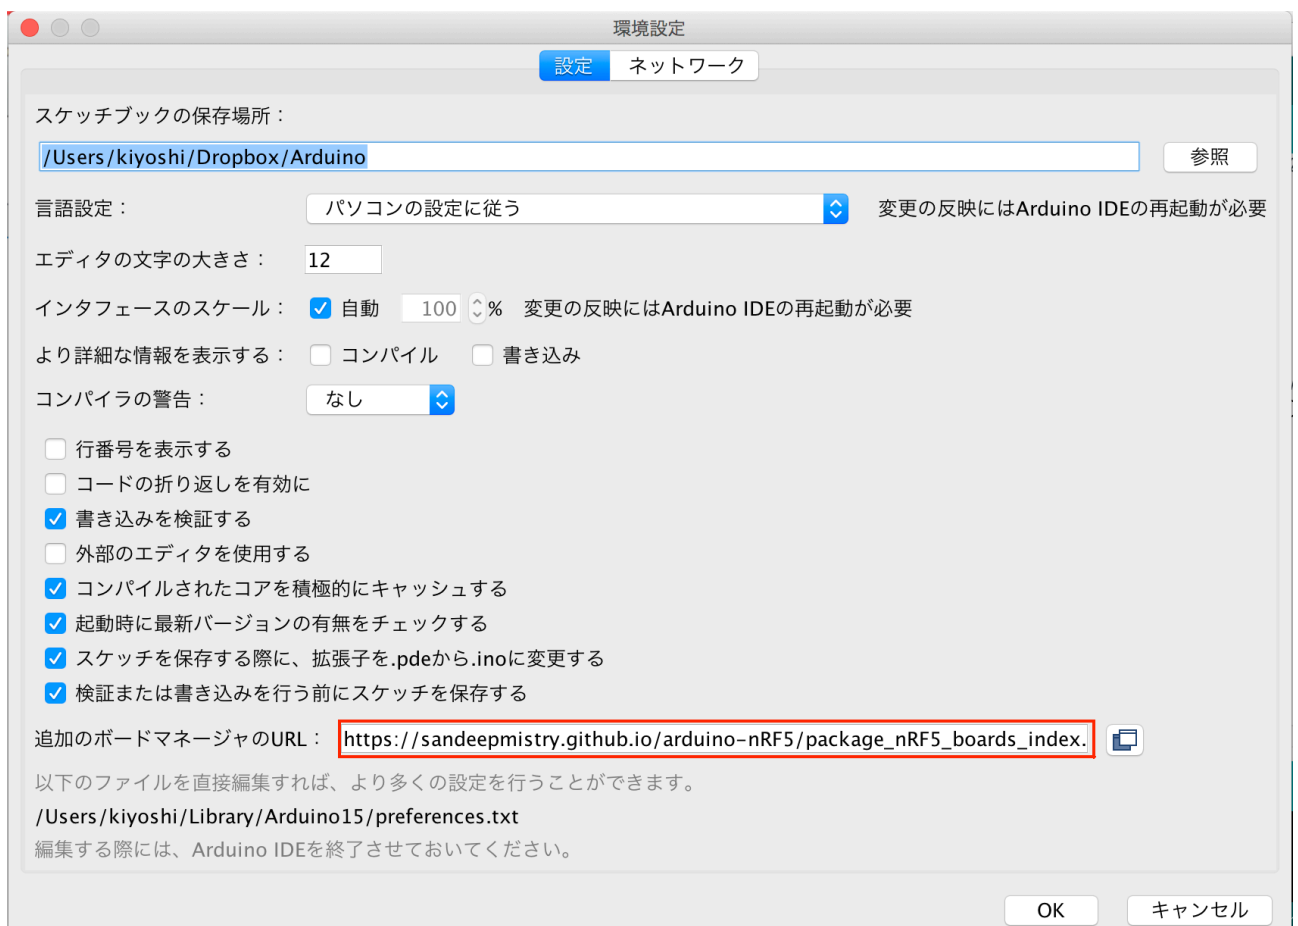 環境設定
設定 ネットワーク
スケッチブックの保存場所：
/Users/kiyoshi/Dropbox/Arduino 参照
言語設定： パソコンの設定に従う 変更の反映にはArduino IDEの再起動が必要
エディタの文字の大きさ： 12
インタフェースのスケール： 自動 100 % 変更の反映にはArduino IDEの再起動が必要
より詳細な情報を表示する： コンパイル 書き込み
コンパイラの警告： なし
行番号を表示する
コードの折り返しを有効に
書き込みを検証する
外部のエディタを使用する
コンパイルされたコアを積極的にキャッシュする
起動時に最新バージョンの有無をチェックする
スケッチを保存する際に、拡張子を.pdeから.inoに変更する
検証または書き込みを行う前にスケッチを保存する
追加のボードマネージャのURL： https://sandeepmistry.github.io/arduino-nRF5/package_nRF5_boards_index.
以下のファイルを直接編集すれば、より多くの設定を行うことができます。
/Users/kiyoshi/Library/Arduino15/preferences.txt
編集する際には、Arduino IDEを終了させておいてください。
OK キャンセル